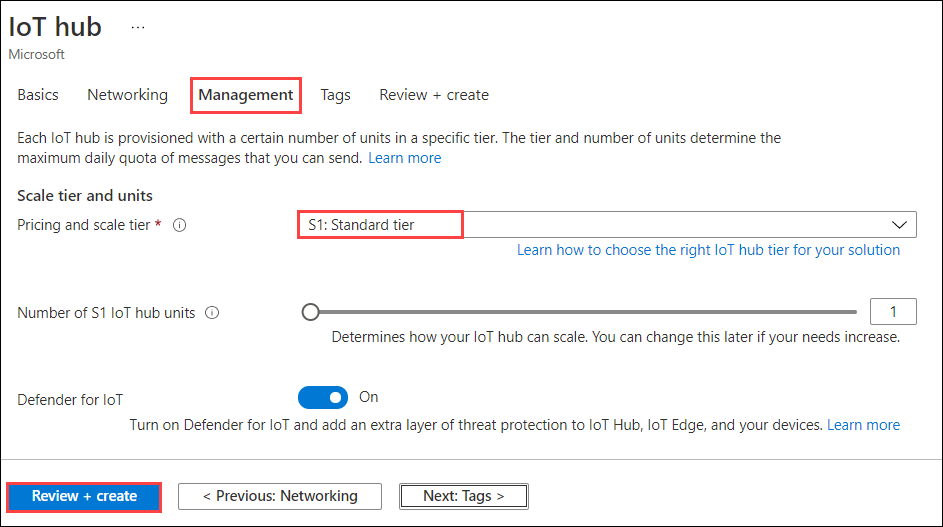 IoT hub ...
Microsoft
Basics Networking Management Tags Review + create
Each IoT hub is provisioned with a certain number of units in a specific tier. The tier and number of units determine the
maximum daily quota of messages that you can send. Learn more
Scale tier and units
Pricing and scale tier * S1: Standard tier
Learn how to choose the right IoT hub tier for your solution
Number of S1 IoT hub units 1
Determines how your IoT hub can scale. You can change this later if your needs increase.
Defender for IoT On
Turn on Defender for IoT and add an extra layer of threat protection to IoT Hub, IoT Edge, and your devices. Learn more
Review + create < Previous: Networking Next: Tags >